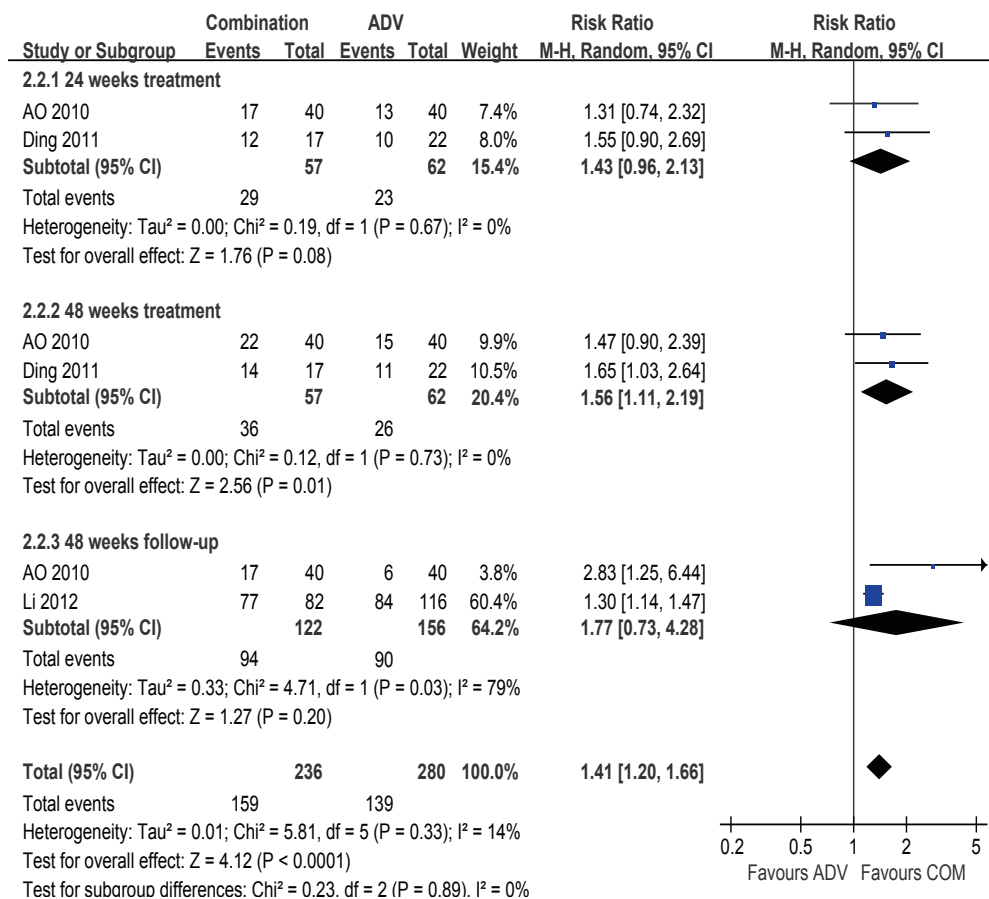 Combination ADV Risk Ratio Risk Ratio
Study or Subgroup Events Total Events Total Weight M-H, Random, 95% CI M-H, Random, 95% CI
2.2.1 24 weeks treatment
AO 2010 17 40 13 40 7.4% 1.31 [0.74, 2.32]
Ding 2011 12 17 10 22 8.0% 1.55 [0.90, 2.69]
Subtotal (95% CI) 57 62 15.4% 1.43 [0.96, 2.13]
Total events 29 23
Heterogeneity: Tau² = 0.00; Chi² = 0.19, df = 1 (P = 0.67); I² = 0%
Test for overall effect: Z = 1.76 (P = 0.08)
2.2.2 48 weeks treatment
AO 2010 22 40 15 40 9.9% 1.47 [0.90, 2.39]
Ding 2011 14 17 11 22 10.5% 1.65 [1.03, 2.64]
Subtotal (95% CI) 57 62 20.4% 1.56 [1.11, 2.19]
Total events 36 26
Heterogeneity: Tau² = 0.00; Chi² = 0.12, df = 1 (P = 0.73); I² = 0%
Test for overall effect: Z = 2.56 (P = 0.01)
2.2.3 48 weeks follow-up
AO 2010 17 40 6 40 3.8% 2.83 [1.25, 6.44]
Li 2012 77 82 84 116 60.4% 1.30 [1.14, 1.47]
Subtotal (95% CI) 122 156 64.2% 1.77 [0.73, 4.28]
Total events 94 90
Heterogeneity: Tau² = 0.33; Chi² = 4.71, df = 1 (P = 0.03); I² = 79%
Test for overall effect: Z = 1.27 (P = 0.20)
Total (95% CI) 236 280 100.0% 1.41 [1.20, 1.66]
Total events 159 139
Heterogeneity: Tau² = 0.01; Chi² = 5.81, df = 5 (P = 0.33); I² = 14%
Test for overall effect: Z = 4.12 (P < 0.0001)
Test for subgroup differences: Chi² = 0.23, df = 2 (P = 0.89), I² = 0%
0.2 0.5 1 2 5
Favours ADV Favours COM